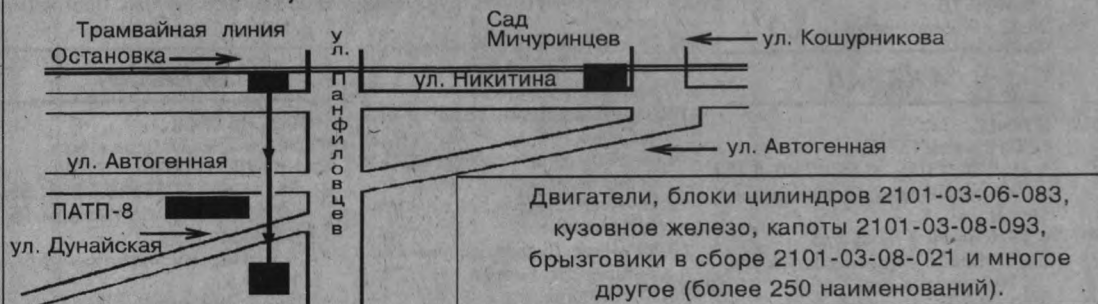 Трамвайная линия
Остановка
ул. Панфиловцев
Сад
Мичуринцев
ул. Кошурникова
ул. Никитина
ул. Автогенная
ул. Автогенная
ПАТП-8
ул. Дунайская
Двигатели, блоки цилиндров 2101-03-06-083,
кузовное железо, капоты 2101-03-08-093,
брызговики в сборе 2101-03-08-021 и многое
другое (более 250 наименований).